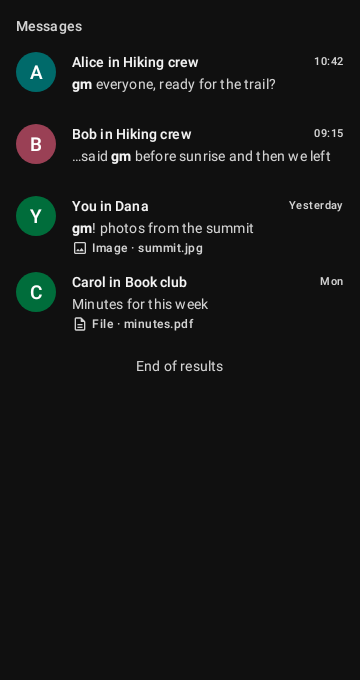 Messages
A
Alice in Hiking crew 10:42
gm everyone, ready for the trail?
B
Bob in Hiking crew 09:15
…said gm before sunrise and then we left
Y
You in Dana Yesterday
gm! photos from the summit
Image · summit.jpg
C
Carol in Book club Mon
Minutes for this week
File · minutes.pdf
End of results